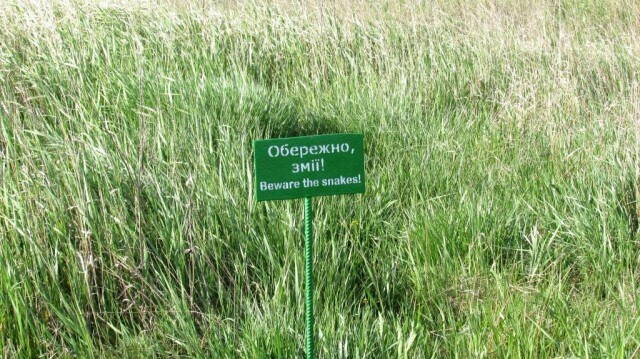 Обережно,
змії!
Beware the snakes!